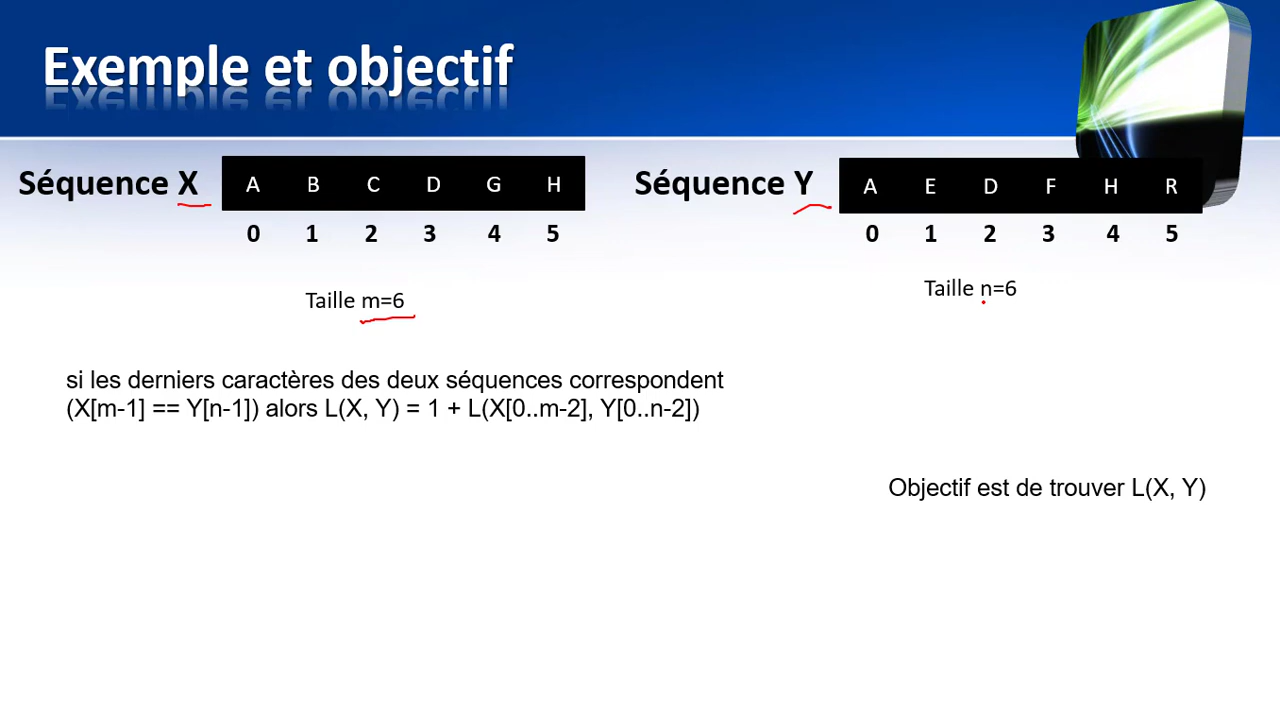 Exemple et objectif
Séquence X A B C D G H
0 1 2 3 4 5
Séquence Y A E D F H R
0 1 2 3 4 5
Taille m=6
Taille n=6
si les derniers caractères des deux séquences correspondent
(X[m-1] == Y[n-1]) alors L(X, Y) = 1 + L(X[0..m-2], Y[0..n-2])
Objectif est de trouver L(X, Y)